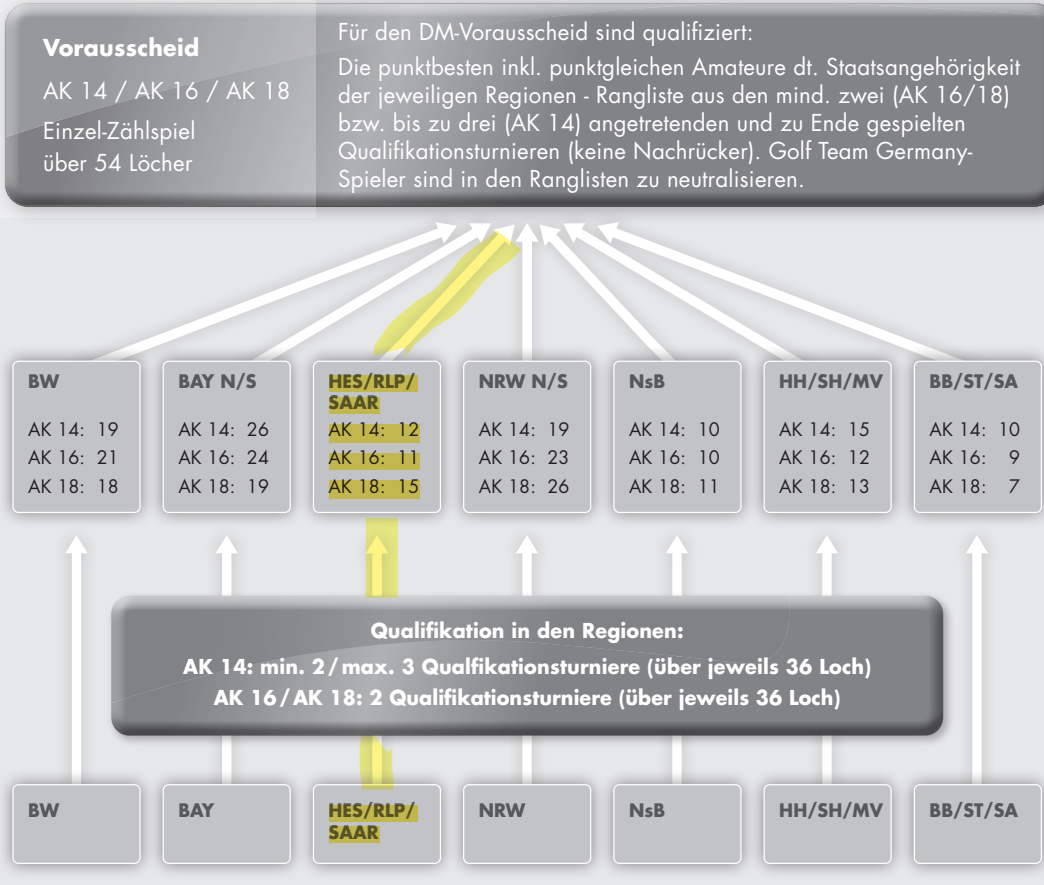 Vorausscheid
AK 14 / AK 16 / AK 18
Einzel-Zählspiel
über 54 Löcher
Für den DM-Vorausscheid sind qualifiziert:
Die punktbesten inkl. punktgleichen Amateure dt. Staatsangehörigkeit
der jeweiligen Regionen - Rangliste aus den mind. zwei (AK 16/18)
bzw. bis zu drei (AK 14) angetretenden und zu Ende gespielten
Qualifikationsturnieren (keine Nachrücker). Golf Team Germany-
Spieler sind in den Ranglisten zu neutralisieren.
BW
AK 14: 19
AK 16: 21
AK 18: 18
BAY N/S
AK 14: 26
AK 16: 24
AK 18: 19
HES/RLP/
SAAR
AK 14: 12
AK 16: 11
AK 18: 15
NRW N/S
AK 14: 19
AK 16: 23
AK 18: 26
NsB
AK 14: 10
AK 16: 10
AK 18: 11
HH/SH/MV
AK 14: 15
AK 16: 12
AK 18: 13
BB/ST/SA
AK 14: 10
AK 16: 9
AK 18: 7
Qualifikation in den Regionen:
AK 14: min. 2/max. 3 Qualfikationsturniere (über jeweils 36 Loch)
AK 16/AK 18: 2 Qualifikationsturniere (über jeweils 36 Loch)
BW
BAY
HES/RLP/
SAAR
NRW
NsB
HH/SH/MV
BB/ST/SA